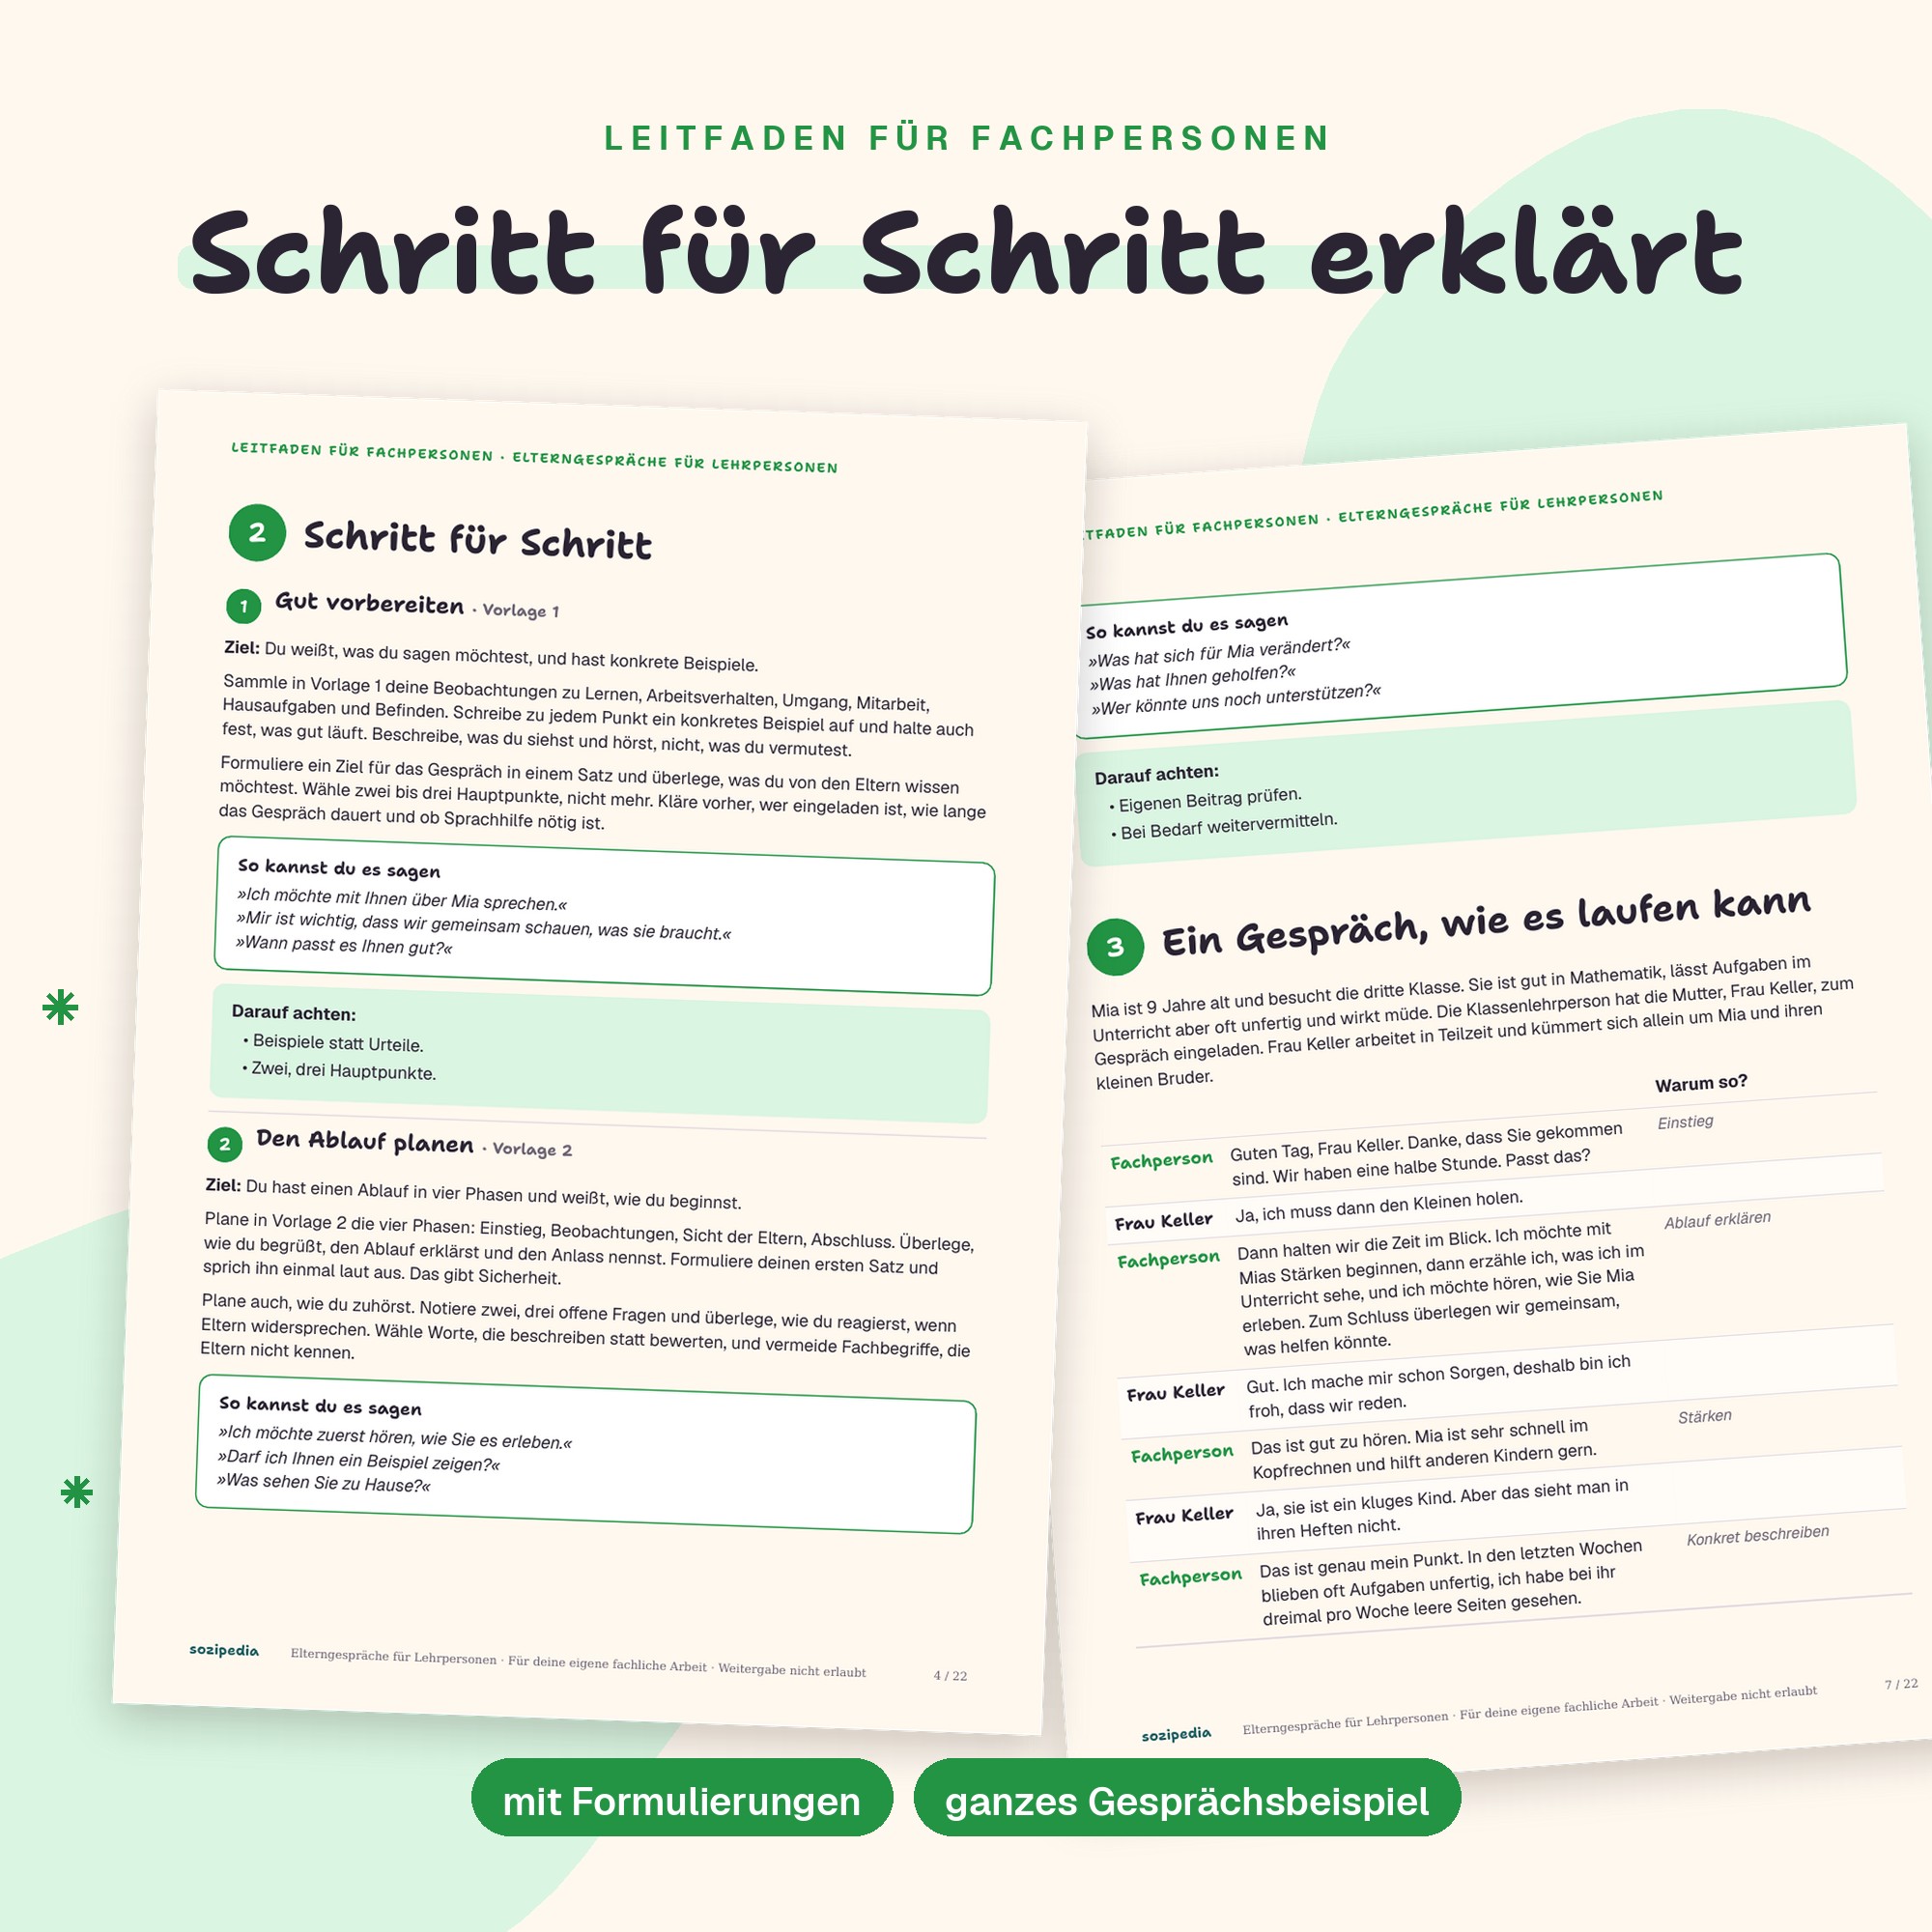 LEITFADEN FÜR FACHPERSONEN
Schritt für Schritt erklärt
LEITFADEN FÜR FACHPERSONEN · ELTERNGESPRÄCHE FÜR LEHRPERSONEN
2 Schritt für Schritt
1 Gut vorbereiten · Vorlage 1
Ziel: Du weißt, was du sagen möchtest, und hast konkrete Beispiele.
Sammle in Vorlage 1 deine Beobachtungen zu Lernen, Arbeitsverhalten, Umgang, Mitarbeit,
Hausaufgaben und Befinden. Schreibe zu jedem Punkt ein konkretes Beispiel auf und halte auch
fest, was gut läuft. Beschreibe, was du siehst und hörst, nicht, was du vermutest.
Formuliere ein Ziel für das Gespräch in einem Satz und überlege, was du von den Eltern wissen
möchtest. Wähle zwei bis drei Hauptpunkte, nicht mehr. Kläre vorher, wer eingeladen ist, wie lange
das Gespräch dauert und ob Sprachhilfe nötig ist.
So kannst du es sagen
»Ich möchte mit Ihnen über Mia sprechen.«
»Mir ist wichtig, dass wir gemeinsam schauen, was sie braucht.«
»Wann passt es Ihnen gut?«
Darauf achten:
• Beispiele statt Urteile.
• Zwei, drei Hauptpunkte.
2 Den Ablauf planen · Vorlage 2
Ziel: Du hast einen Ablauf in vier Phasen und weißt, wie du beginnst.
Plane in Vorlage 2 die vier Phasen: Einstieg, Beobachtungen, Sicht der Eltern, Abschluss. Überlege,
wie du begrüßt, den Ablauf erklärst und den Anlass nennst. Formuliere deinen ersten Satz und
sprich ihn einmal laut aus. Das gibt Sicherheit.
Plane auch, wie du zuhörst. Notiere zwei, drei offene Fragen und überlege, wie du reagierst, wenn
Eltern widersprechen. Wähle Worte, die beschreiben statt bewerten, und vermeide Fachbegriffe, die
Eltern nicht kennen.
So kannst du es sagen
»Ich möchte zuerst hören, wie Sie es erleben.«
»Darf ich Ihnen ein Beispiel zeigen?«
»Was sehen Sie zu Hause?«
sozipedia Elterngespräche für Lehrpersonen · Für deine eigene fachliche Arbeit · Weitergabe nicht erlaubt 4 / 22
TFADEN FÜR FACHPERSONEN · ELTERNGESPRÄCHE FÜR LEHRPERSONEN
So kannst du es sagen
»Was hat sich für Mia verändert?«
»Was hat Ihnen geholfen?«
»Wer könnte uns noch unterstützen?«
Darauf achten:
• Eigenen Beitrag prüfen.
• Bei Bedarf weitervermitteln.
3 Ein Gespräch, wie es laufen kann
Mia ist 9 Jahre alt und besucht die dritte Klasse. Sie ist gut in Mathematik, lässt Aufgaben im
Unterricht aber oft unfertig und wirkt müde. Die Klassenlehrperson hat die Mutter, Frau Keller, zum
Gespräch eingeladen. Frau Keller arbeitet in Teilzeit und kümmert sich allein um Mia und ihren
kleinen Bruder.
Warum so?
Fachperson Guten Tag, Frau Keller. Danke, dass Sie gekommen Einstieg
sind. Wir haben eine halbe Stunde. Passt das?
Frau Keller Ja, ich muss dann den Kleinen holen.
Fachperson Dann halten wir die Zeit im Blick. Ich möchte mit Ablauf erklären
Mias Stärken beginnen, dann erzähle ich, was ich im
Unterricht sehe, und ich möchte hören, wie Sie Mia
erleben. Zum Schluss überlegen wir gemeinsam,
was helfen könnte.
Frau Keller Gut. Ich mache mir schon Sorgen, deshalb bin ich
froh, dass wir reden.
Fachperson Das ist gut zu hören. Mia ist sehr schnell im Stärken
Kopfrechnen und hilft anderen Kindern gern.
Frau Keller Ja, sie ist ein kluges Kind. Aber das sieht man in
ihren Heften nicht.
Fachperson Das ist genau mein Punkt. In den letzten Wochen Konkret beschreiben
blieben oft Aufgaben unfertig, ich habe bei ihr
dreimal pro Woche leere Seiten gesehen.
sozipedia Elterngespräche für Lehrpersonen · Für deine eigene fachliche Arbeit · Weitergabe nicht erlaubt 7 / 22
mit Formulierungen
ganzes Gesprächsbeispiel